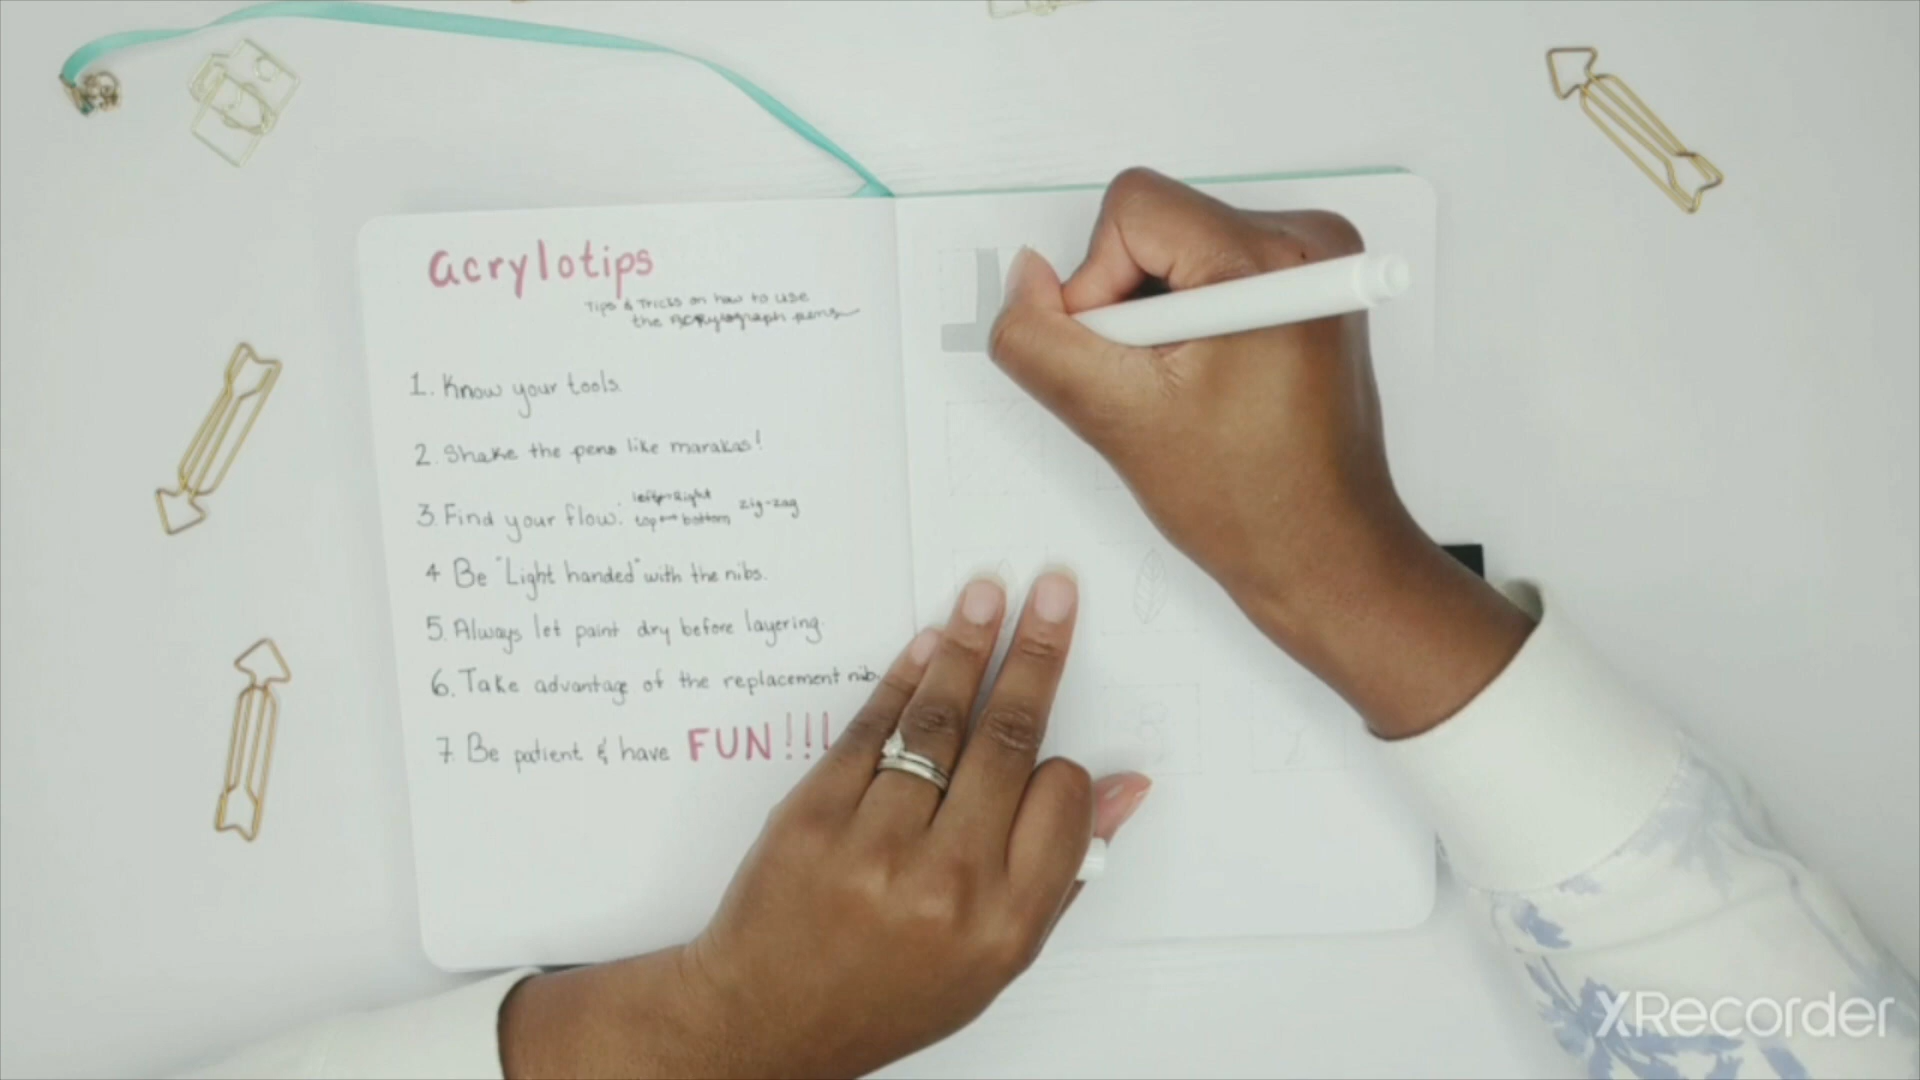 acrylotips
Tips & Tricks on how to use
the Acrylograph pens
1. Know your tools.
2. Shake the pens like marakas!
3. Find your flow: left↔Right zig-zag
top↔bottom
4 Be "Light handed" with the nibs.
5. Always let paint dry before layering.
6. Take advantage of the replacement nib.
7. Be patient & have FUN!!!
XRecorder